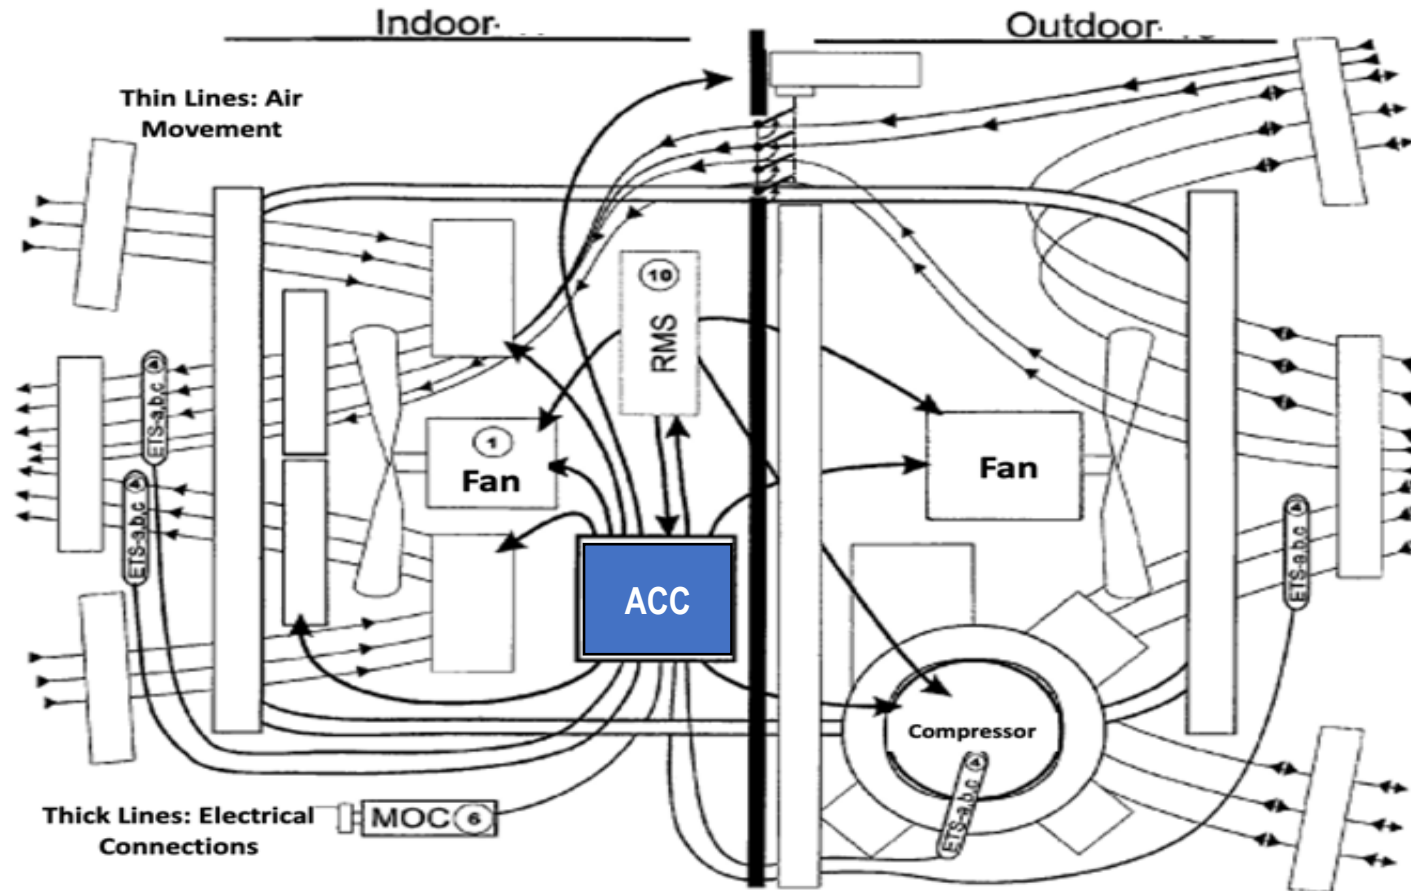 Indoor
Outdoor
Thin Lines: Air
Movement
10
RMS
4
ETS-a,b,c
4
ETS-a,b,c
1
Fan
Fan
4
ETS-a,b,c
ACC
Compressor
4
ETS-a,b,c
Thick Lines: Electrical
Connections
MOC 6